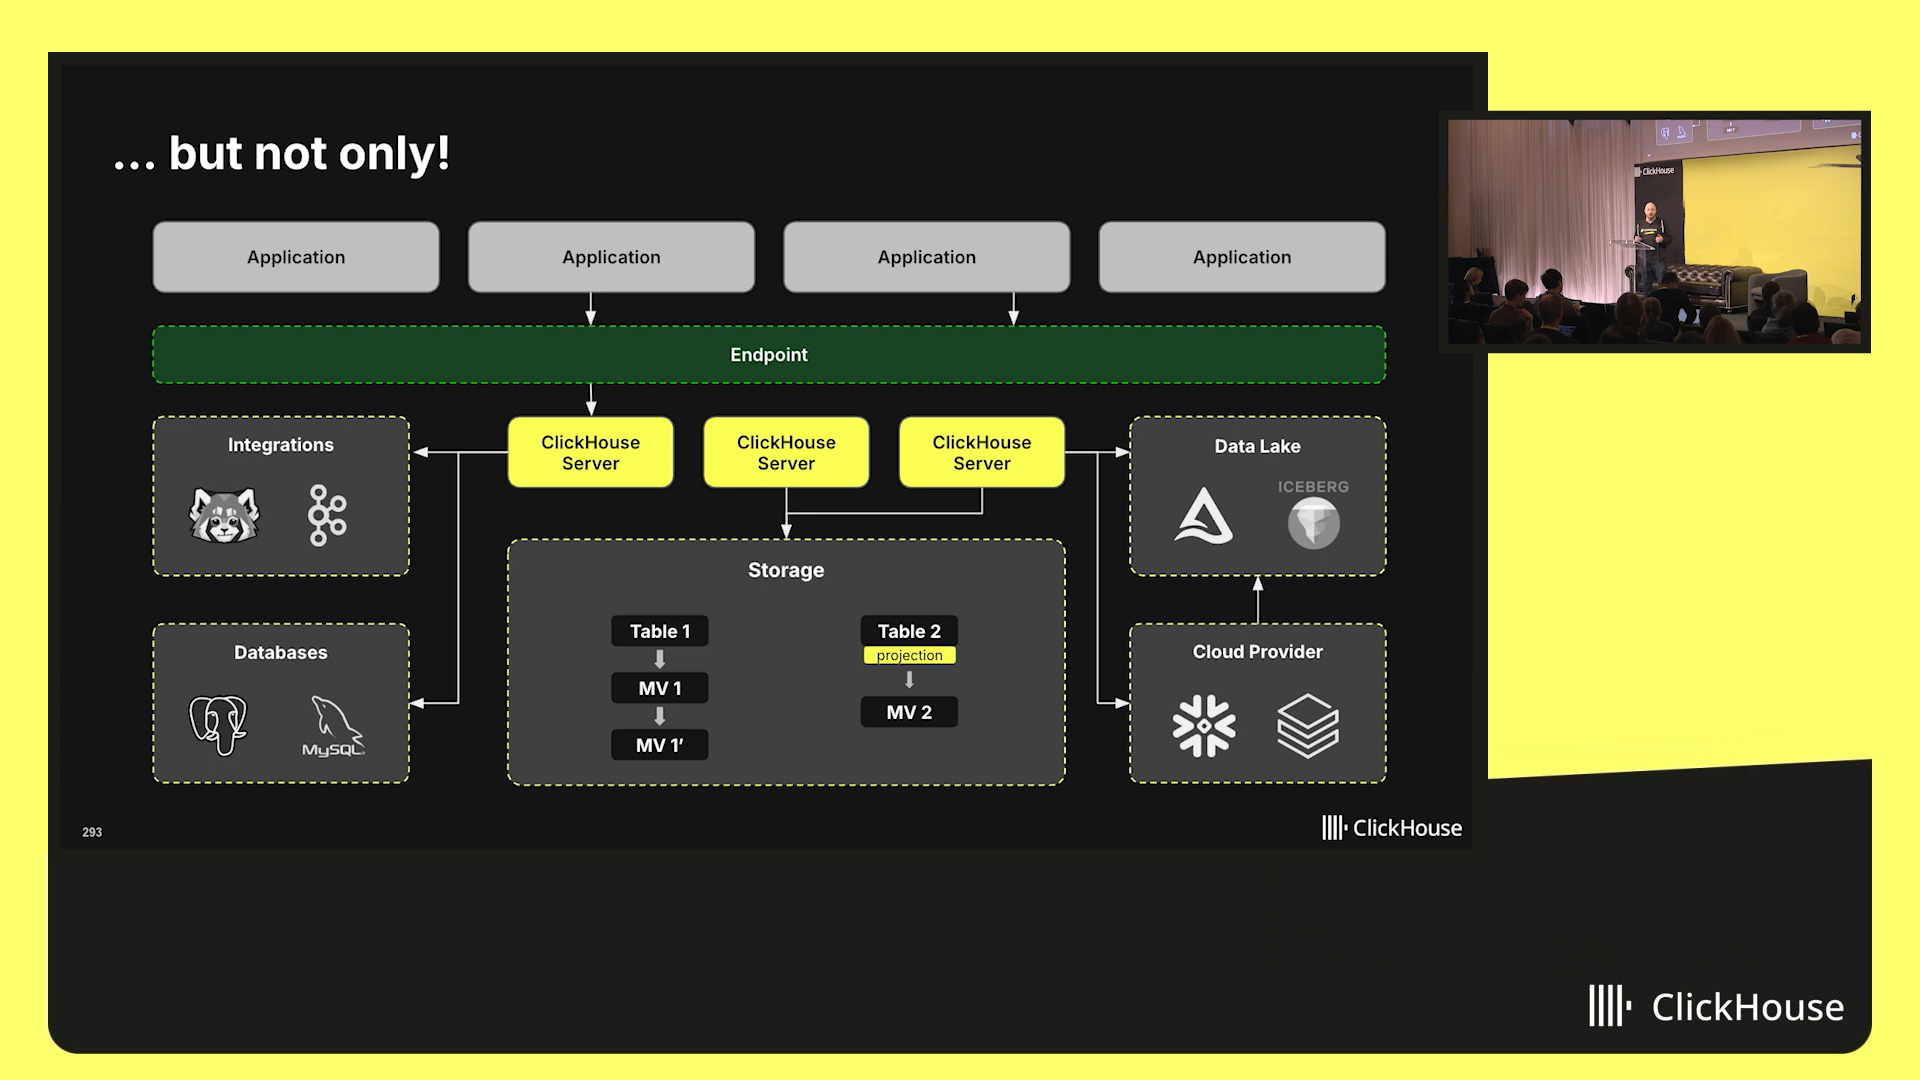 ... but not only!
Application
Application
Application
Application
Endpoint
Integrations
ClickHouse
Server
ClickHouse
Server
ClickHouse
Server
Data Lake
ICEBERG
Storage
Table 1
MV 1
MV 1’
Table 2
projection
MV 2
Databases
MySQL
Cloud Provider
293
ClickHouse
ClickHouse
ClickHouse